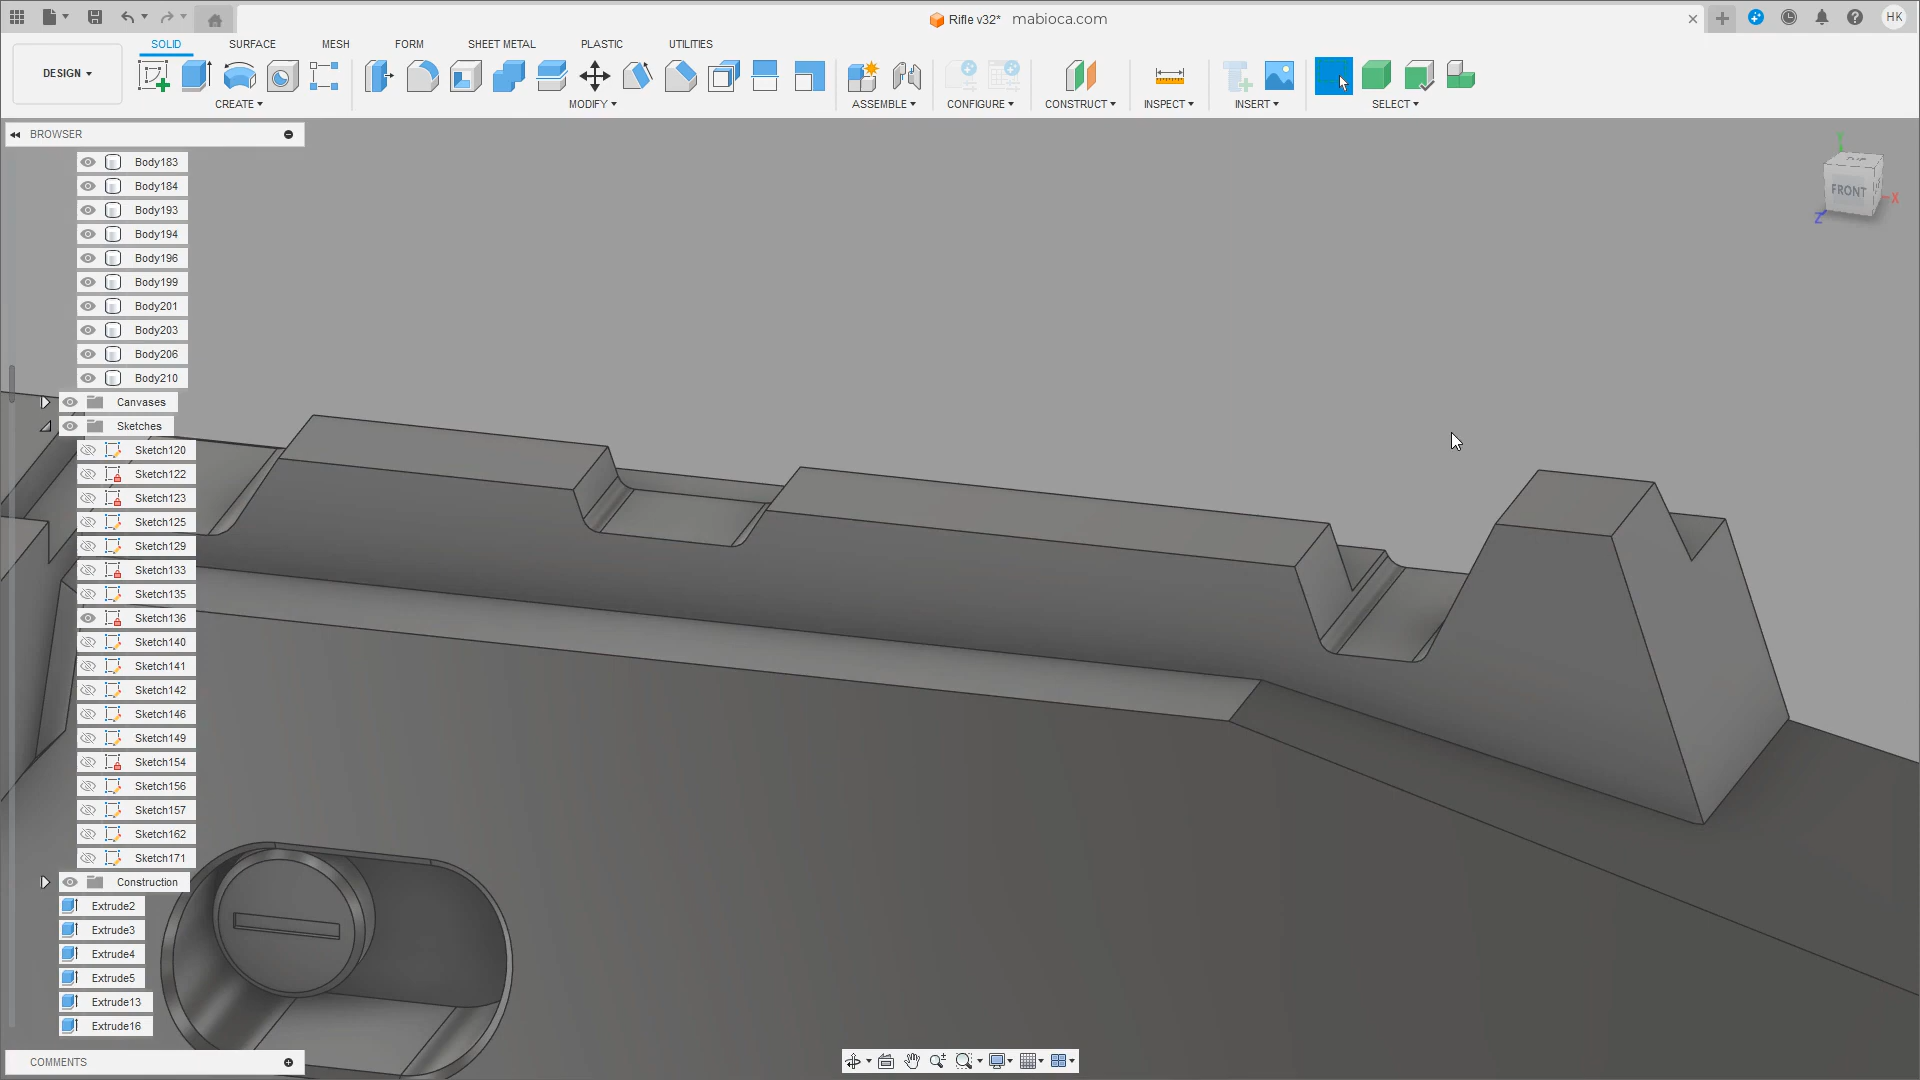 Rifle v32* mabioca.com
HK
SOLID SURFACE MESH FORM SHEET METAL PLASTIC UTILITIES
DESIGN
CREATE MODIFY ASSEMBLE CONFIGURE CONSTRUCT INSPECT INSERT SELECT
BROWSER
Body183
Body184
Body193
Body194
Body196
Body199
Body201
Body203
Body206
Body210
Canvases
Sketches
Sketch120
Sketch122
Sketch123
Sketch125
Sketch129
Sketch133
Sketch135
Sketch136
Sketch140
Sketch141
Sketch142
Sketch146
Sketch149
Sketch154
Sketch156
Sketch157
Sketch162
Sketch171
Construction
Extrude2
Extrude3
Extrude4
Extrude5
Extrude13
Extrude16
COMMENTS
Y
TOP
FRONT
X
Z